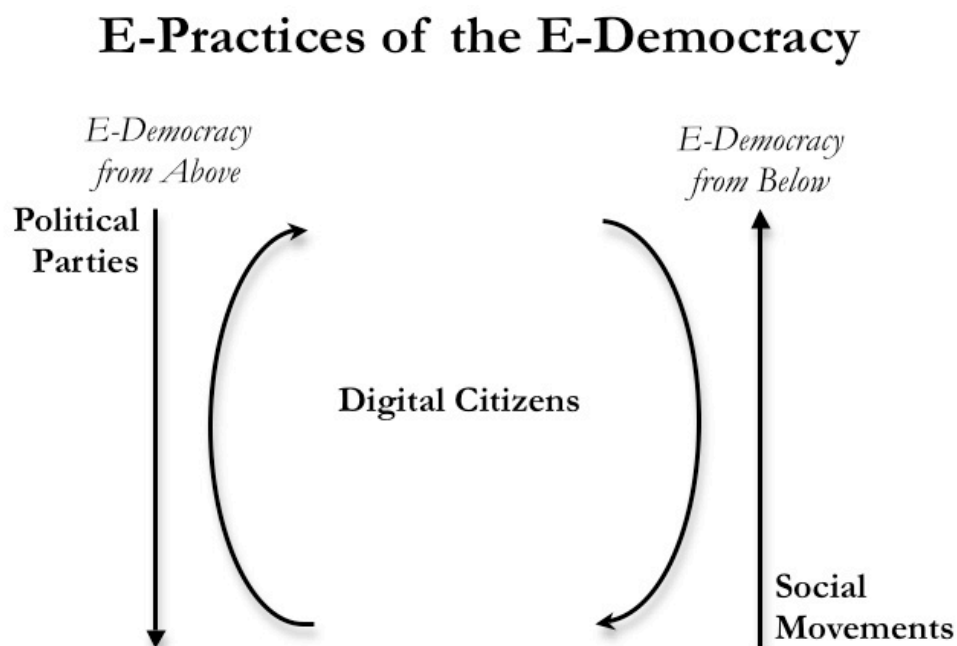 E-Practices of the E-Democracy
E-Democracy
from Above
Political
Parties
E-Democracy
from Below
Digital Citizens
Social
Movements